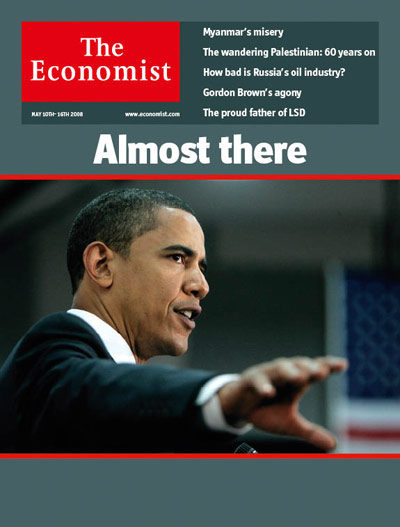 The
Economist
MAY 10TH-16TH 2008 www.economist.com
Myanmar's misery
The wandering Palestinian: 60 years on
How bad is Russia's oil industry?
Gordon Brown's agony
The proud father of LSD
Almost there